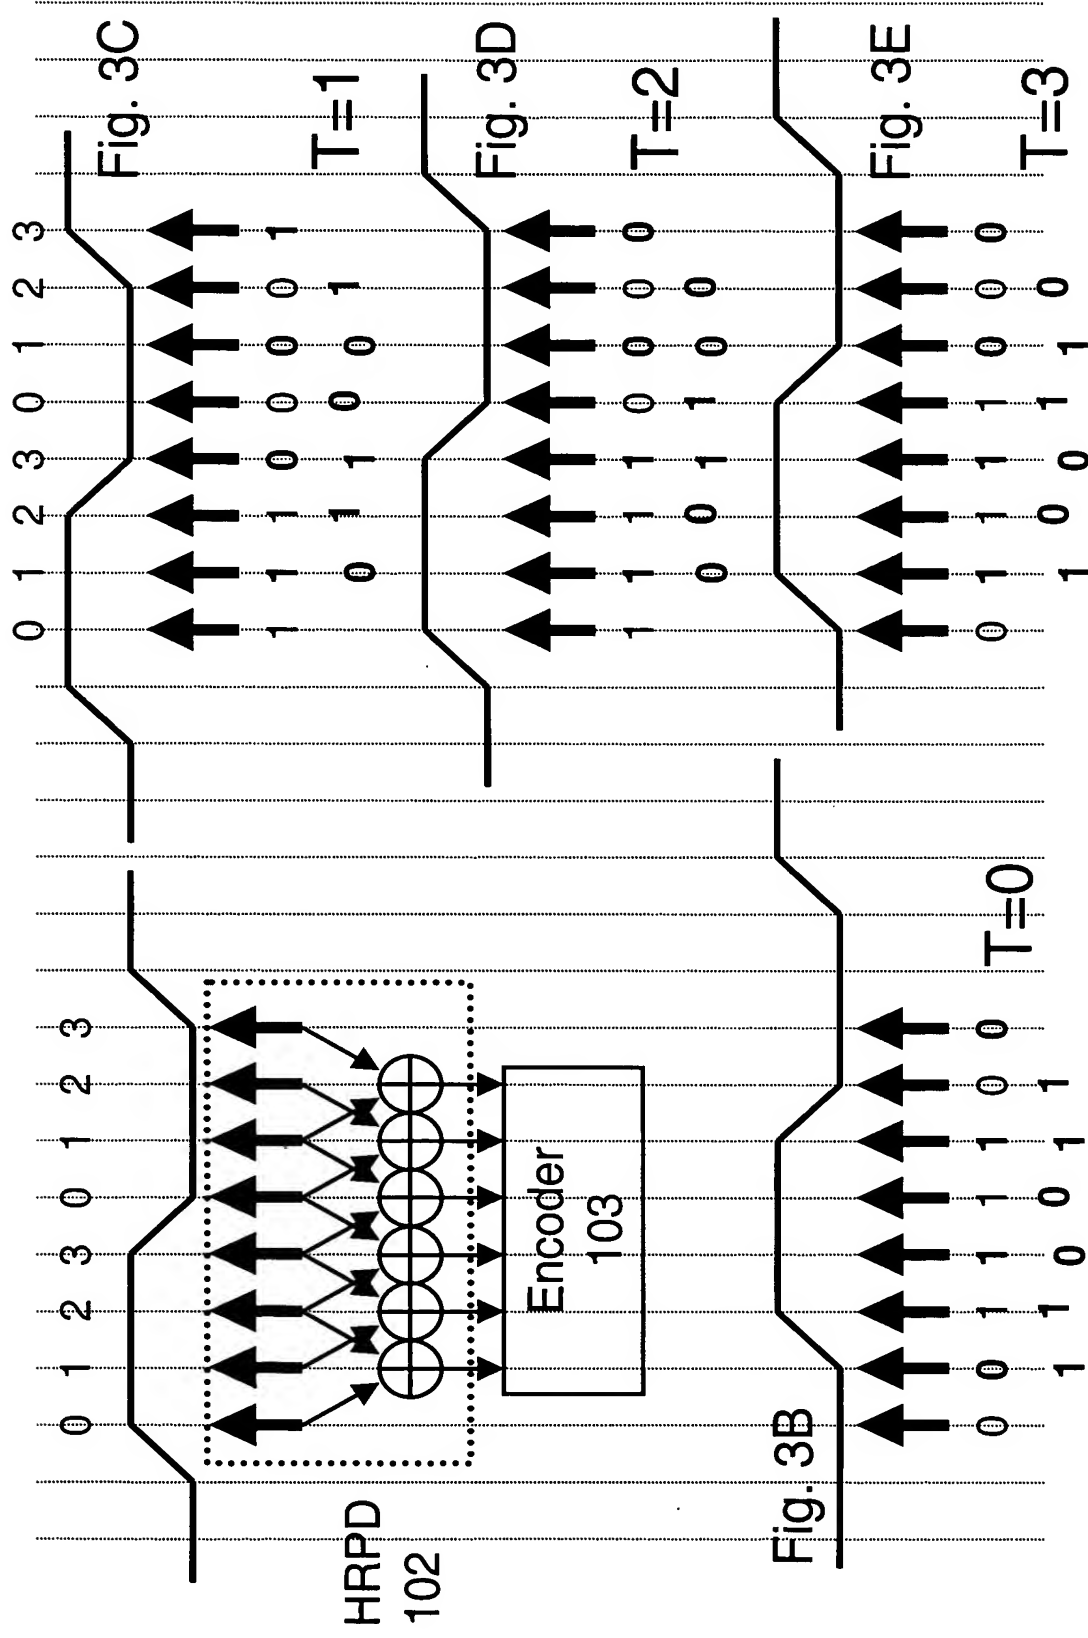 0 1 2 3 0 1 2 3
HRPD
102
Encoder
103
Fig. 3B
0 0 1 1 1 1 0 0
T=0
1 1 0 0 1 1
0 1 2 3 0 1 2 3
Fig. 3C
1 1 1 0 0 0 0 1
T=1
0 1 1 0 0 1
Fig. 3D
1 1 1 1 0 0 0 0
T=2
0 0 1 1 0 0
Fig. 3E
0 1 1 1 1 0 0 0
T=3
1 0 0 1 1 0